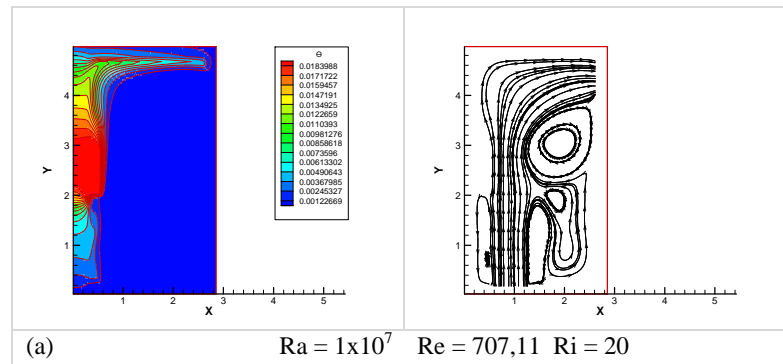 Θ
0.0183988
0.0171722
0.0159457
0.0147191
0.0134925
0.0122659
0.0110393
0.00981276
0.00858618
0.0073596
0.00613302
0.00490643
0.00367985
0.00245327
0.00122669
Y
4
3
2
1
1 2 3 4 5
X
Y
4
3
2
1
1 2 3 4 5
X
(a) Ra = 1x10⁷ Re = 707,11 Ri = 20